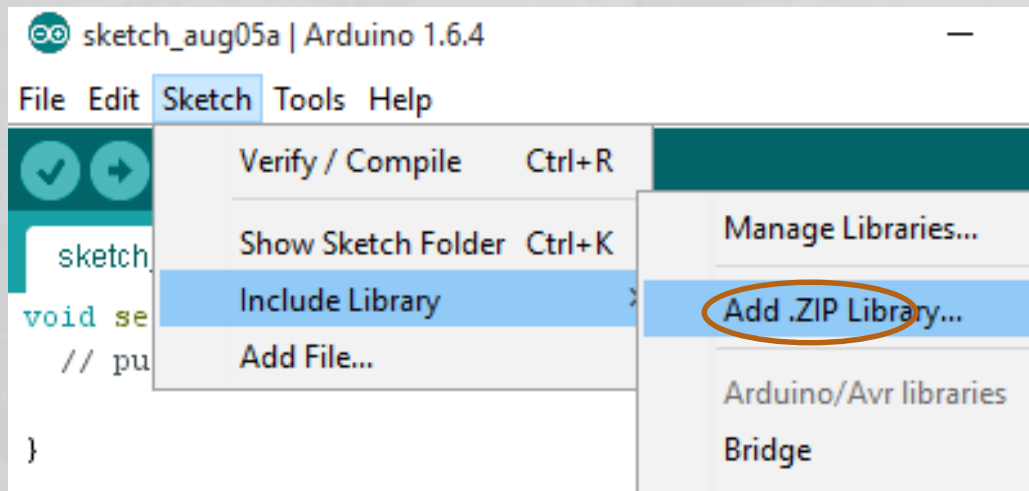 sketch_aug05a | Arduino 1.6.4
File Edit Sketch Tools Help
Verify / Compile Ctrl+R
Show Sketch Folder Ctrl+K
Include Library
Add File...
Manage Libraries...
Add .ZIP Library...
Arduino/Avr libraries
Bridge
sketch_
void se
// pu
}